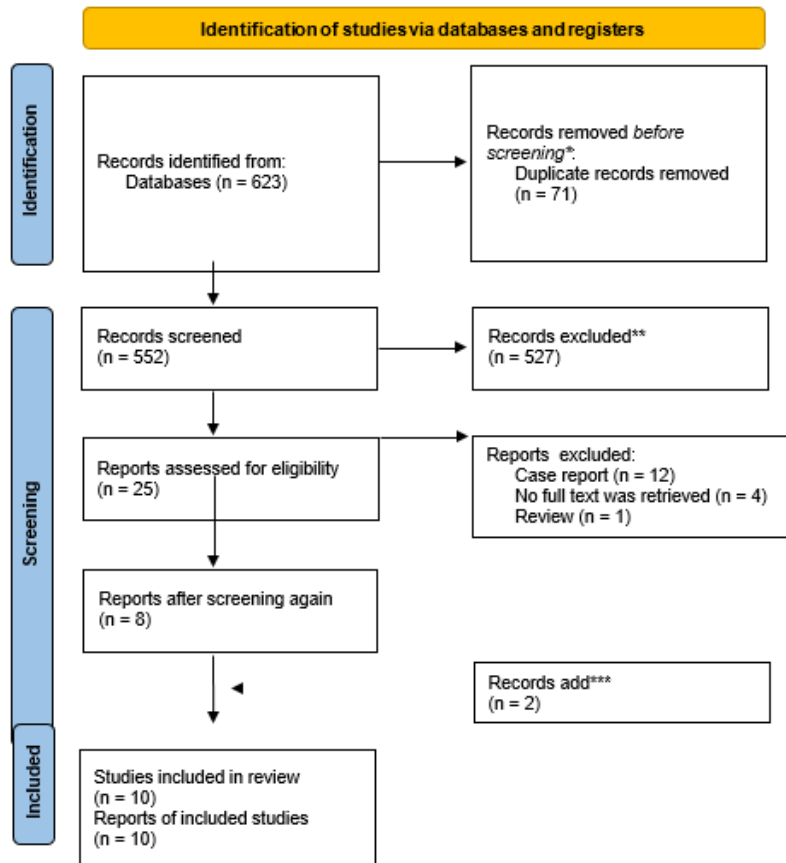 Identification of studies via databases and registers
Identification
Records identified from:
Databases (n = 623)
Records removed before
screening*:
Duplicate records removed
(n = 71)
Screening
Records screened
(n = 552)
Records excluded**
(n = 527)
Reports assessed for eligibility
(n = 25)
Reports excluded:
Case report (n = 12)
No full text was retrieved (n = 4)
Review (n = 1)
Reports after screening again
(n = 8)
Records add***
(n = 2)
Included
Studies included in review
(n = 10)
Reports of included studies
(n = 10)